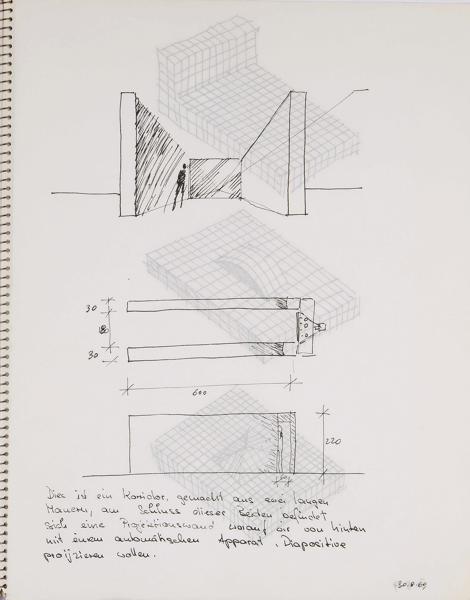 30
80
30
600
220
Dies ist ein Korridor, gemacht aus zwei langen
Mauern, am Schluss dieser Beiden befindet
sich eine Projektionswand worauf wir von hinten
mit einem automatischen Apparat, Diapositive
projizieren wollen.
30.8.69